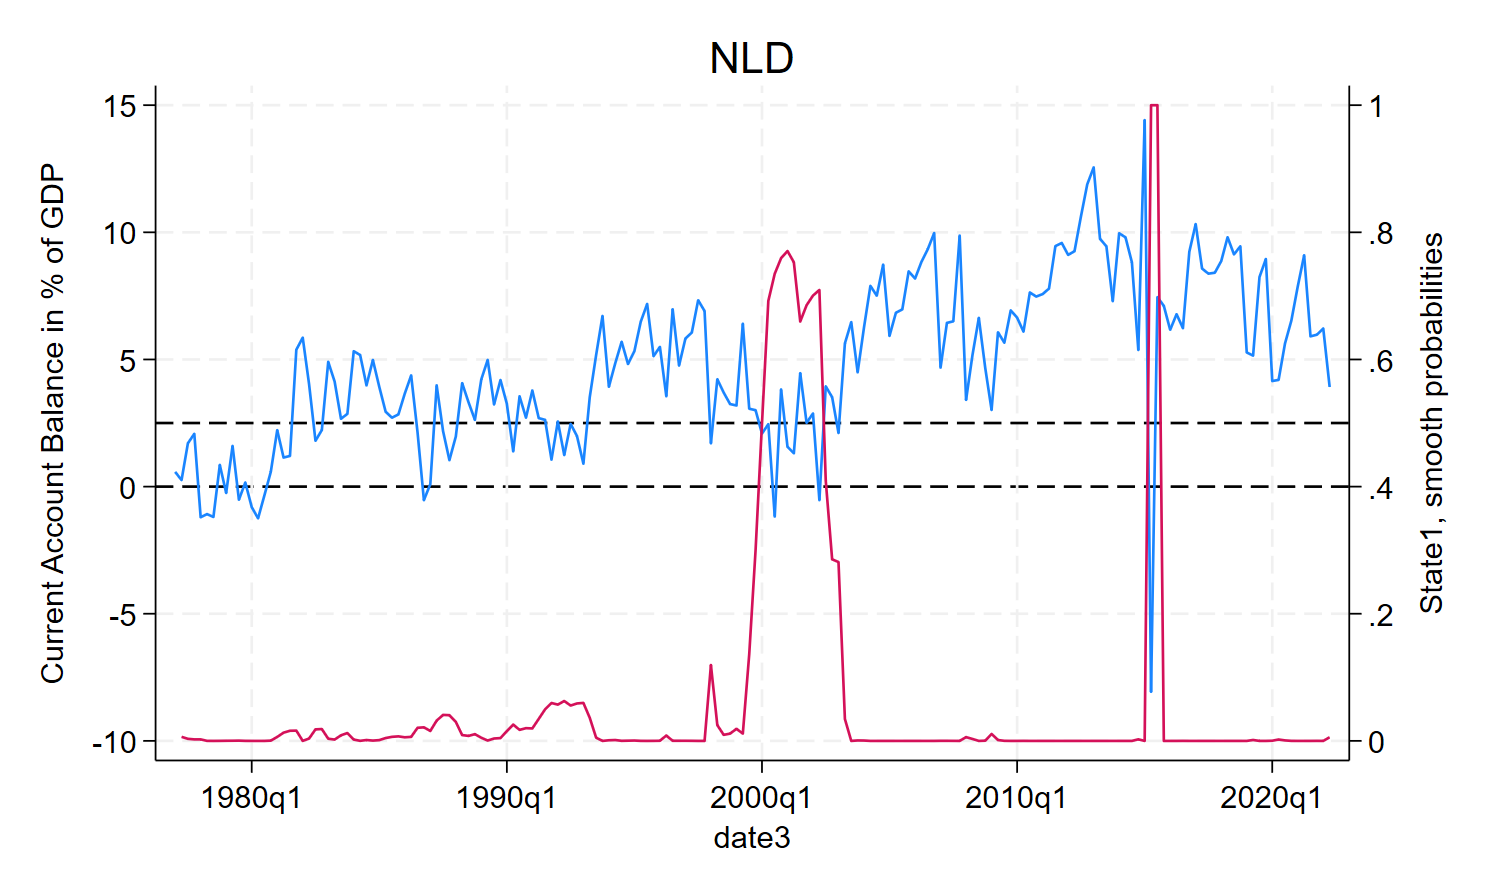 NLD
Current Account Balance in % of GDP
15
10
5
0
-5
-10
1
.8
.6
.4
.2
0
State1, smooth probabilities
1980q1
1990q1
2000q1
2010q1
2020q1
date3